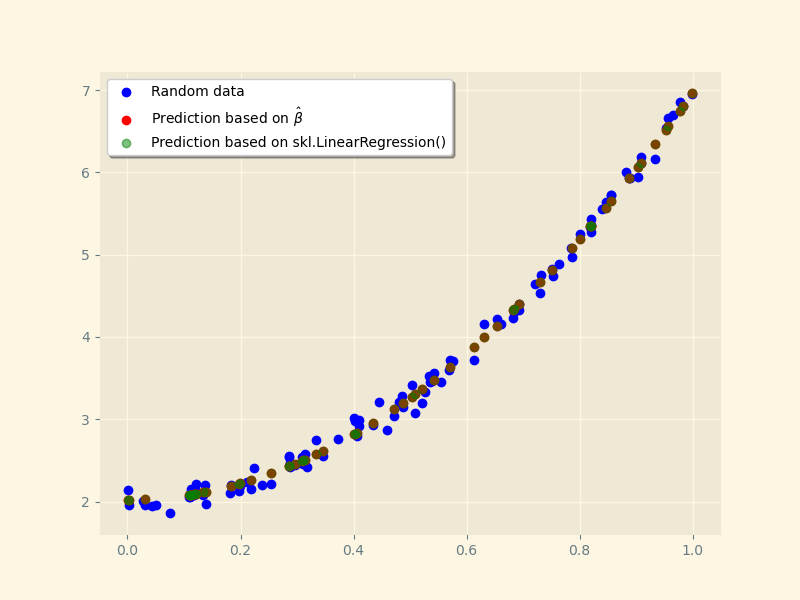 Random data
Prediction based on β̂
Prediction based on skl.LinearRegression()
7
6
5
4
3
2
0.0 0.2 0.4 0.6 0.8 1.0